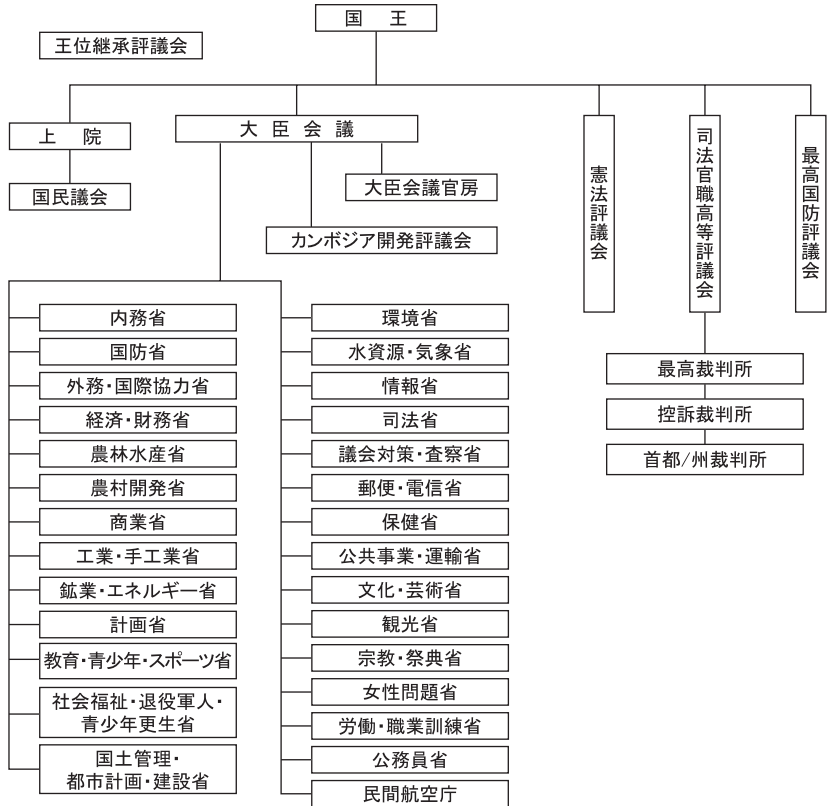 国 王
王位継承評議会
上 院
大 臣 会 議
国民議会
大臣会議官房
カンボジア開発評議会
憲法評議会
司法官職高等評議会
最高国防評議会
最高裁判所
控訴裁判所
首都/州裁判所
内務省
国防省
外務・国際協力省
経済・財務省
農林水産省
農村開発省
商業省
工業・手工業省
鉱業・エネルギー省
計画省
教育・青少年・スポーツ省
社会福祉・退役軍人・
青少年更生省
国土管理・
都市計画・建設省
環境省
水資源・気象省
情報省
司法省
議会対策・査察省
郵便・電信省
保健省
公共事業・運輸省
文化・芸術省
観光省
宗教・祭典省
女性問題省
労働・職業訓練省
公務員省
民間航空庁